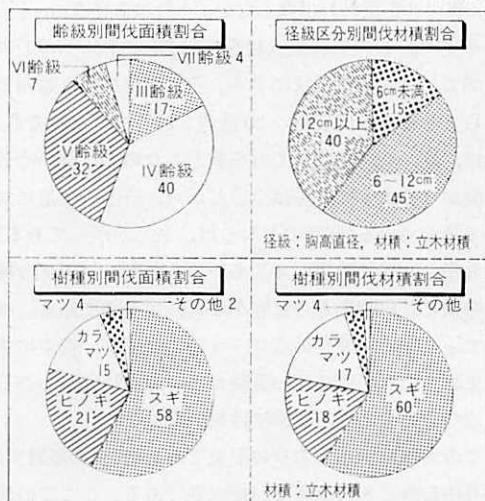 齢級別間伐面積割合
VI齢級
7
VII齢級 4
III齢級
17
V齢級
32
IV齢級
40
径級区分別間伐材積割合
6cm未満
15
12cm以上
40
6～12cm
45
径級：胸高直径，材積：立木材積
樹種別間伐面積割合
マツ 4
その他 2
カラ
マツ
15
ヒノキ
21
スギ
58
樹種別間伐材積割合
マツ 4
その他 1
カラ
マツ
17
ヒノキ
18
スギ
60
材積：立木材積